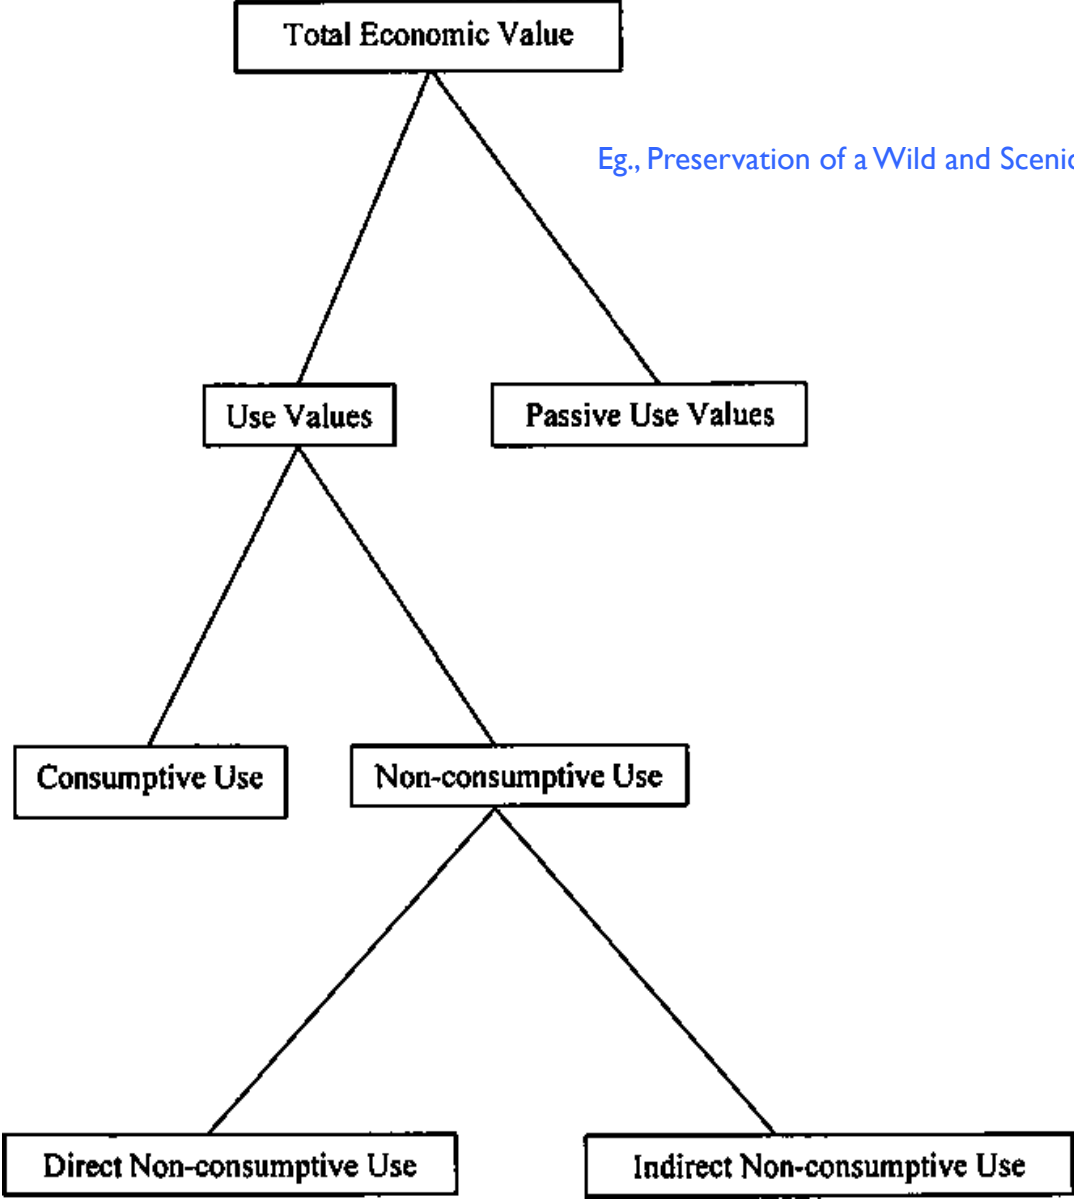 Total Economic Value
Eg., Preservation of a Wild and Scenic
Use Values
Passive Use Values
Consumptive Use
Non-consumptive Use
Direct Non-consumptive Use
Indirect Non-consumptive Use